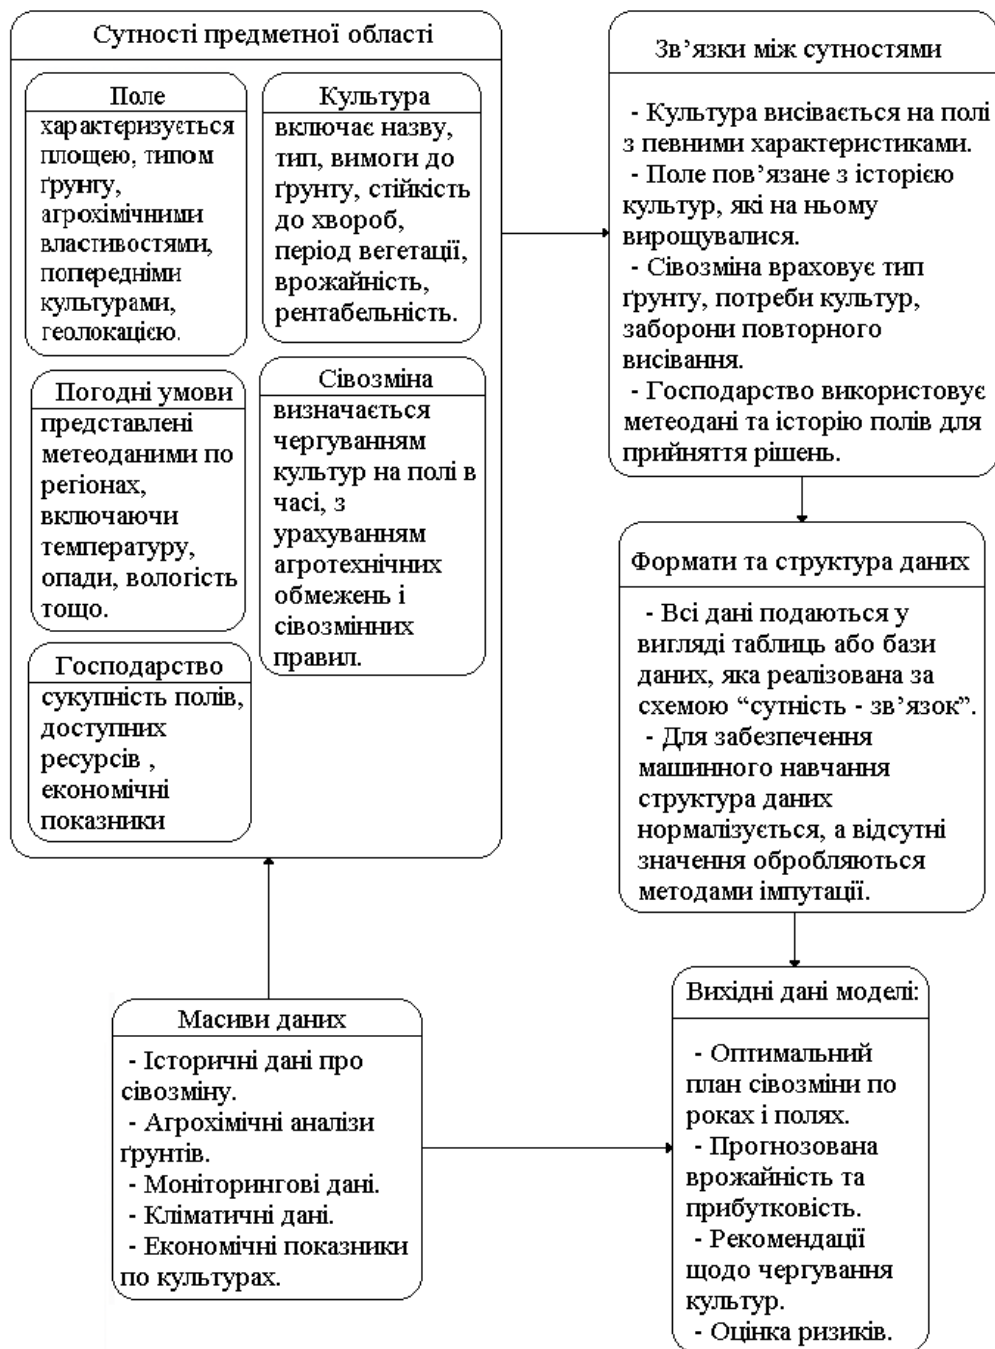 Сутності предметної області
Поле
характеризується
площею, типом
ґрунту,
агрохімічними
властивостями,
попередніми
культурами,
геолокацією.
Культура
включає назву,
тип, вимоги до
ґрунту, стійкість
до хвороб,
період вегетації,
врожайність,
рентабельність.
Погодні умови
представлені
метеоданими по
регіонах,
включаючи
температуру,
опади, вологість
тощо.
Сівозміна
визначається
чергуванням
культур на полі в
часі, з
урахуванням
агротехнічних
обмежень і
сівозмінних
правил.
Господарство
сукупність полів,
доступних
ресурсів ,
економічні
показники
Зв’язки між сутностями
- Культура висівається на полі
з певними характеристиками.
- Поле пов’язане з історією
культур, які на ньому
вирощувалися.
- Сівозміна враховує тип
ґрунту, потреби культур,
заборони повторного
висівання.
- Господарство використовує
метеодані та історію полів для
прийняття рішень.
Формати та структура даних
- Всі дані подаються у
вигляді таблиць або бази
даних, яка реалізована за
схемою “сутність - зв’язок”.
- Для забезпечення
машинного навчання
структура даних
нормалізується, а відсутні
значення обробляються
методами імпутації.
Масиви даних
- Історичні дані про
сівозміну.
- Агрохімічні аналізи
ґрунтів.
- Моніторингові дані.
- Кліматичні дані.
- Економічні показники
по культурах.
Вихідні дані моделі:
- Оптимальний
план сівозміни по
роках і полях.
- Прогнозована
врожайність та
прибутковість.
- Рекомендації
щодо чергування
культур.
- Оцінка ризиків.